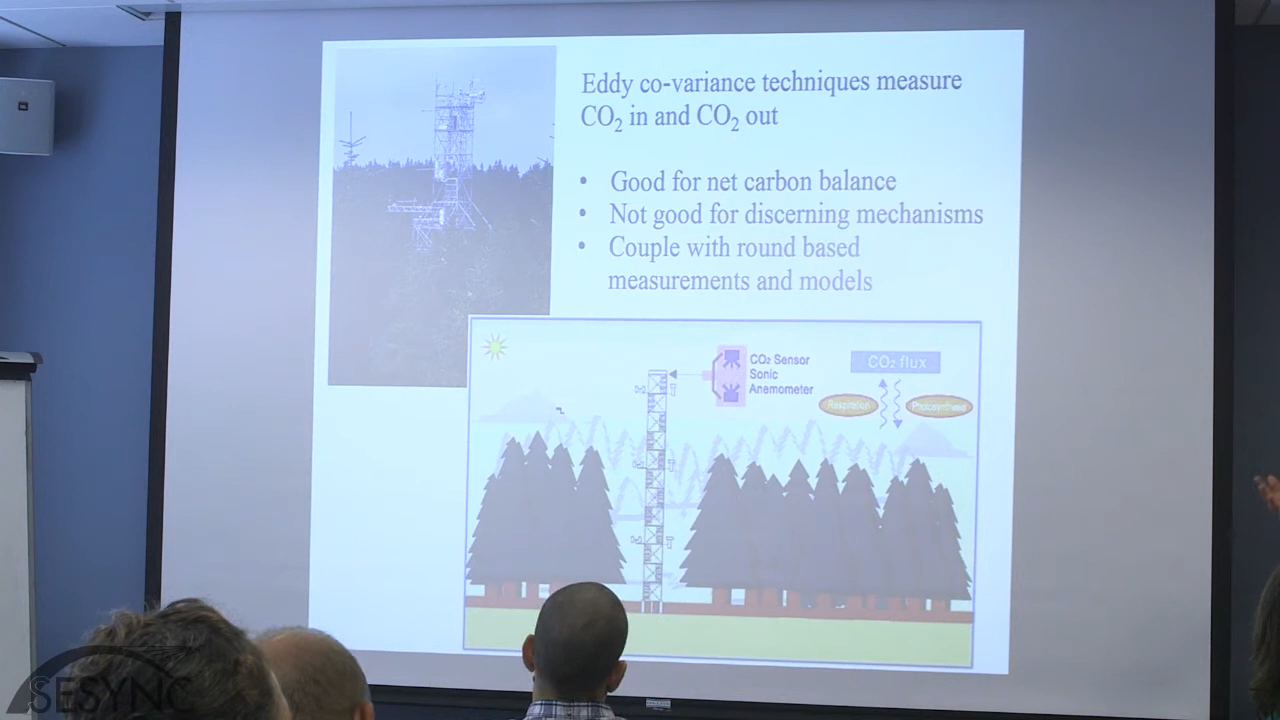 Eddy co-variance techniques measure
CO₂ in and CO₂ out
• Good for net carbon balance
• Not good for discerning mechanisms
• Couple with round based
measurements and models
CO₂ Sensor
Sonic
Anemometer
CO₂ flux
Respiration
Photosynthesis
JBL
SESYNC